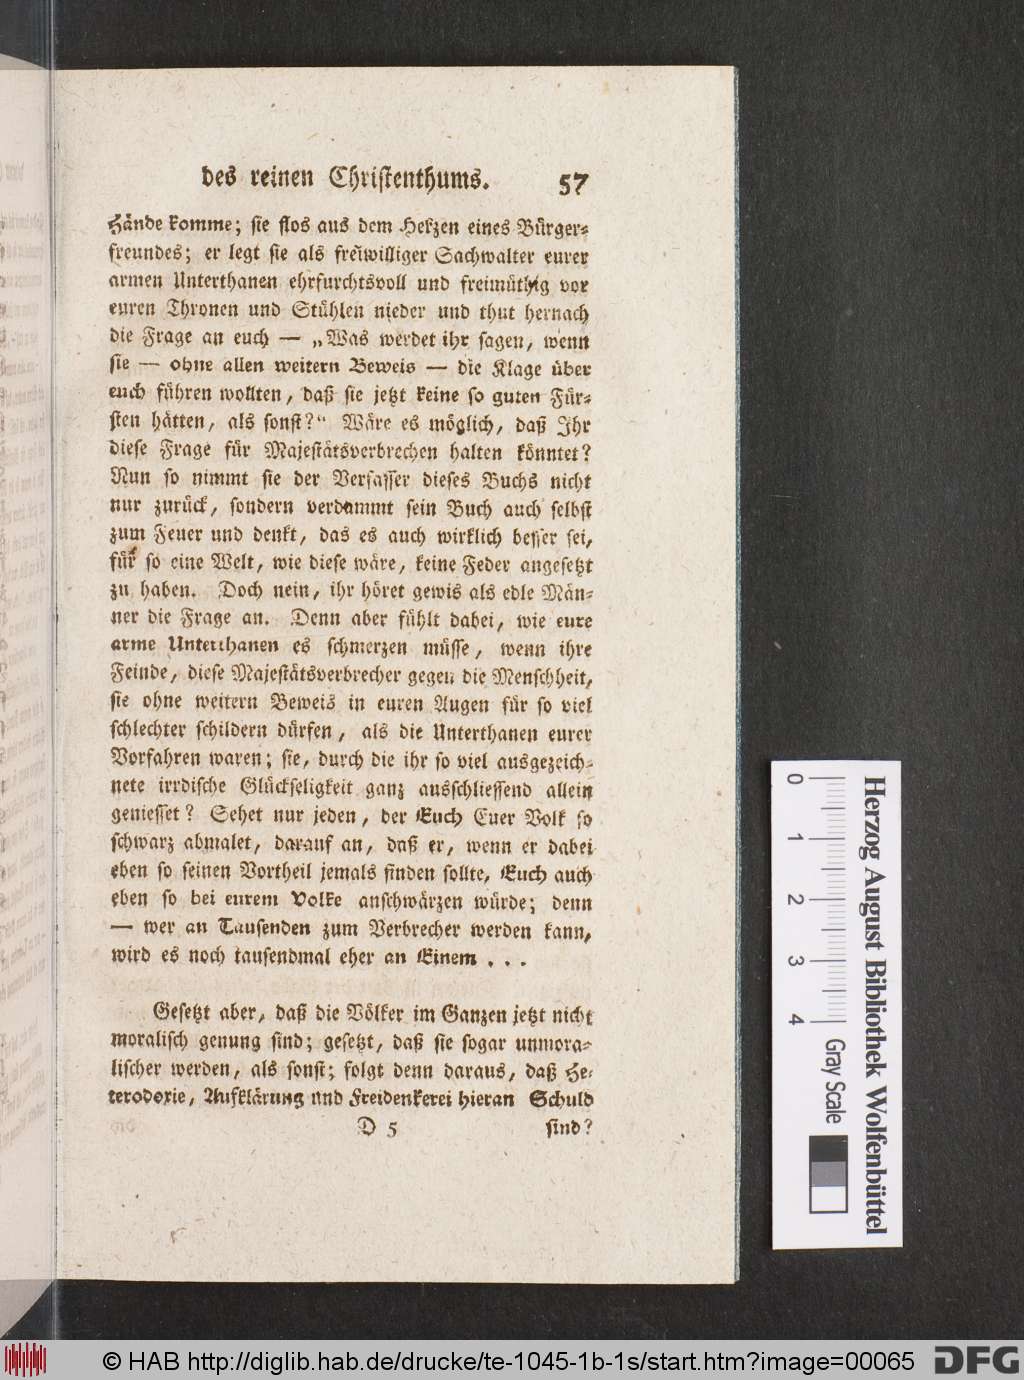 des reinen Christenthums. 57
Hände komme; sie flos aus dem Hekzen eines Bürger-
freundes; er legt sie als freiwilliger Sachwalter eurer
armen Unterthanen ehrfurchtsvoll und freimüthig vor
euren Thronen und Stühlen nieder und thut hernach
die Frage an euch — „Was werdet ihr sagen, wenn
sie — ohne allen weitern Beweis — die Klage über
euch führen wollten, daß sie jetzt keine so guten Für-
sten hätten, als sonst?“ Wäre es möglich, daß Ihr
diese Frage für Majestätsverbrechen halten könntet?
Nun so nimmt sie der Verfasser dieses Buchs nicht
nur zurück, sondern verdammt sein Buch auch selbst
zum Feuer und denkt, das es auch wirklich besser sei,
für so eine Welt, wie diese wäre, keine Feder angesetzt
zu haben. Doch nein, ihr höret gewis als edle Män-
ner die Frage an. Denn aber fühlt dabei, wie eure
arme Unterthanen es schmerzen müsse, wenn ihre
Feinde, diese Majestätsverbrecher gegen die Menschheit,
sie ohne weitern Beweis in euren Augen für so viel
schlechter schildern dürfen, als die Unterthanen eurer
Vorfahren waren; sie, durch die ihr so viel ausgezeich-
nete irrdische Glückseligkeit ganz ausschliessend allein
geniesset? Sehet nur jeden, der Euch Euer Volk so
schwarz abmalet, darauf an, daß er, wenn er dabei
eben so seinen Vortheil jemals finden sollte, Euch auch
eben so bei eurem Volke anschwärzen würde; denn
— wer an Tausenden zum Verbrecher werden kann,
wird es noch tausendmal eher an Einem . . .
Gesetzt aber, daß die Völker im Ganzen jetzt nicht
moralisch genung sind; gesetzt, daß sie sogar unmora-
lischer werden, als sonst; folgt denn daraus, daß He-
terodoxie, Aufklärung und Freidenkerei hieran Schuld
D 5 sind?
0 1 2 3 4 Gray Scale
Herzog August Bibliothek Wolfenbüttel
© HAB http://diglib.hab.de/drucke/te-1045-1b-1s/start.htm?image=00065 DFG